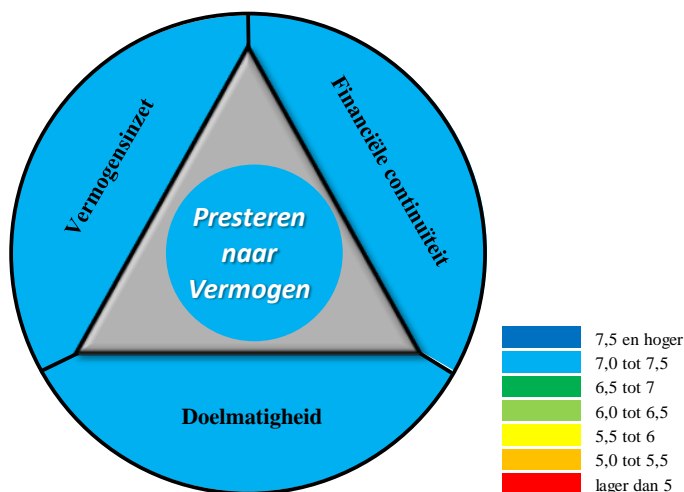 Vermogensinzet
Financiële continuïteit
Presteren
naar
Vermogen
Doelmatigheid
7,5 en hoger
7,0 tot 7,5
6,5 tot 7
6,0 tot 6,5
5,5 tot 6
5,0 tot 5,5
lager dan 5